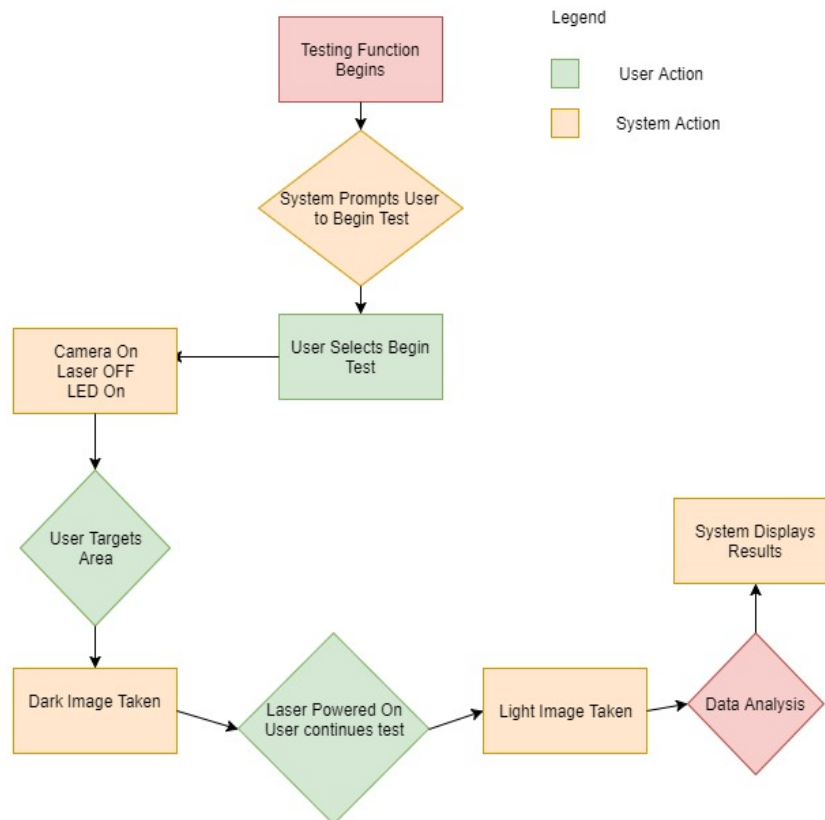 Legend
User Action
System Action
Testing Function
Begins
System Prompts User
to Begin Test
User Selects Begin
Test
Camera On
Laser OFF
LED On
User Targets
Area
Dark Image Taken
Laser Powered On
User continues test
Light Image Taken
Data Analysis
System Displays
Results